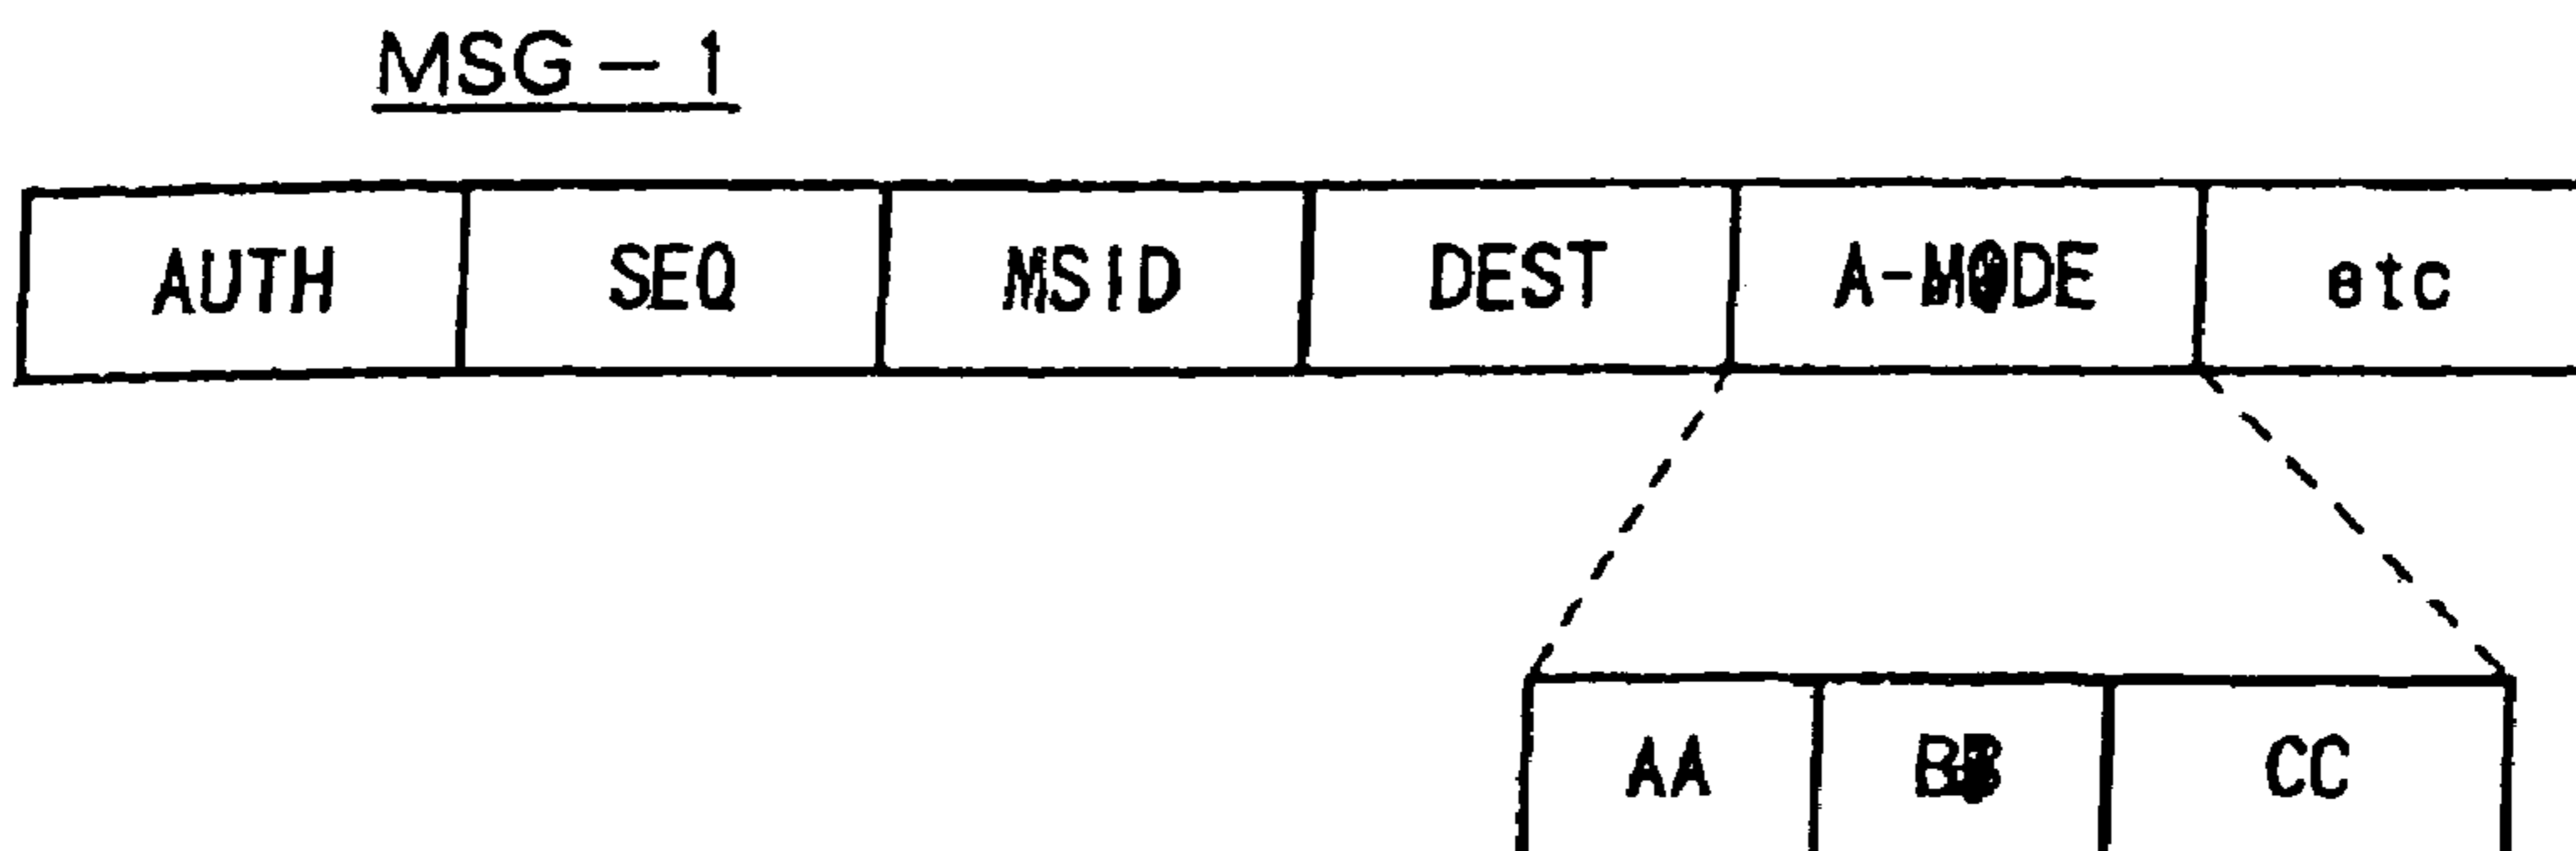 MSG – 1
AUTH SEQ MSID DEST A-MODE etc
AA BB CC